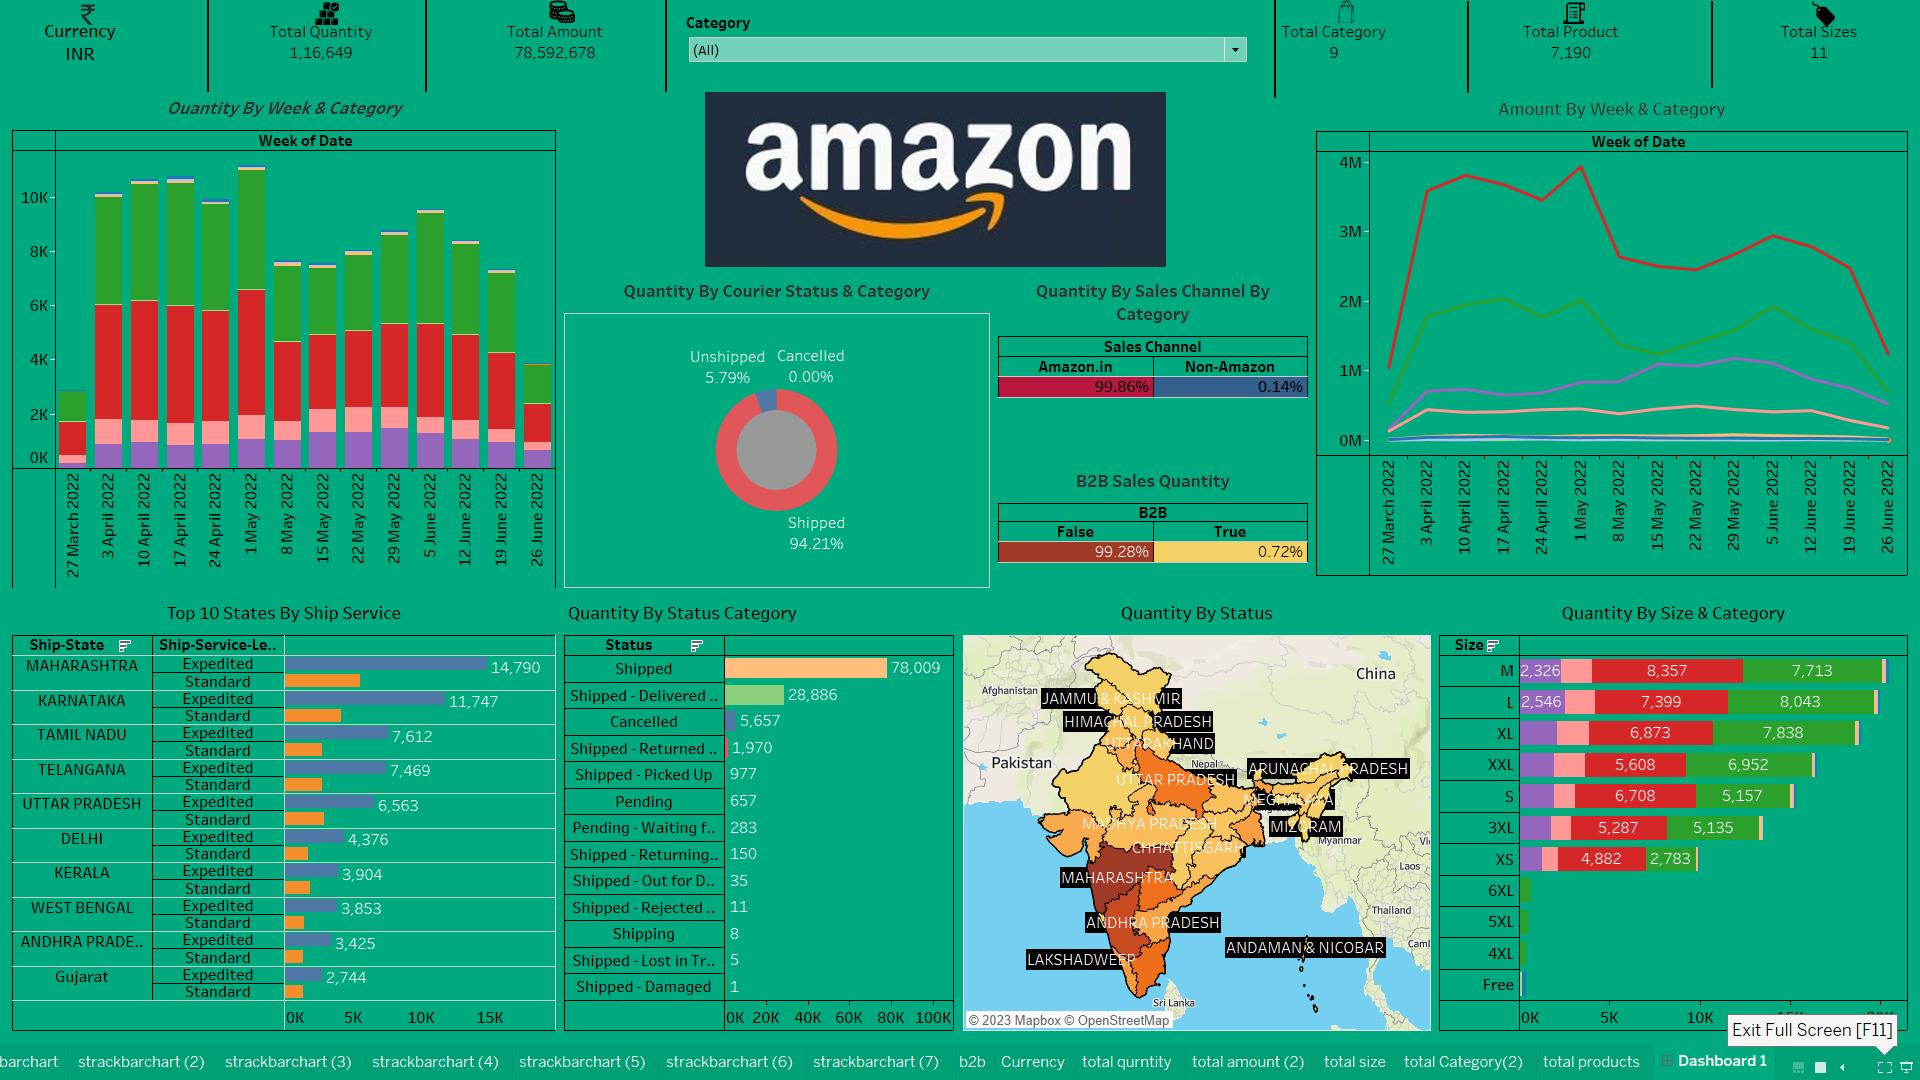 Currency
INR
Total Quantity
1,16,649
Total Amount
78,592,678
Category
(All)
Total Category
9
Total Product
7,190
Total Sizes
11
Quantity By Week & Category
Week of Date
10K
8K
6K
4K
2K
0K
27 March 2022
3 April 2022
10 April 2022
17 April 2022
24 April 2022
1 May 2022
8 May 2022
15 May 2022
22 May 2022
29 May 2022
5 June 2022
12 June 2022
19 June 2022
26 June 2022
amazon
Quantity By Courier Status & Category
Unshipped
5.79%
Cancelled
0.00%
Shipped
94.21%
Quantity By Sales Channel By
Category
Sales Channel
Amazon.in Non-Amazon
99.86% 0.14%
B2B Sales Quantity
B2B
False True
99.28% 0.72%
Amount By Week & Category
Week of Date
4M
3M
2M
1M
0M
27 March 2022
3 April 2022
10 April 2022
17 April 2022
24 April 2022
1 May 2022
8 May 2022
15 May 2022
22 May 2022
29 May 2022
5 June 2022
12 June 2022
19 June 2022
26 June 2022
Top 10 States By Ship Service
Ship-State Ship-Service-Le..
MAHARASHTRA Expedited 14,790
Standard
KARNATAKA Expedited 11,747
Standard
TAMIL NADU Expedited 7,612
Standard
TELANGANA Expedited 7,469
Standard
UTTAR PRADESH Expedited 6,563
Standard
DELHI Expedited 4,376
Standard
KERALA Expedited 3,904
Standard
WEST BENGAL Expedited 3,853
Standard
ANDHRA PRADE.. Expedited 3,425
Standard
Gujarat Expedited 2,744
Standard
0K 5K 10K 15K
Quantity By Status Category
Status
Shipped 78,009
Shipped - Delivered .. 28,886
Cancelled 5,657
Shipped - Returned .. 1,970
Shipped - Picked Up 977
Pending 657
Pending - Waiting f.. 283
Shipped - Returning.. 150
Shipped - Out for D.. 35
Shipped - Rejected .. 11
Shipping 8
Shipped - Lost in Tr.. 5
Shipped - Damaged 1
0K 20K 40K 60K 80K 100K
Quantity By Status
China
Afghanistan
JAMMU & KASHMIR
HIMACHAL PRADESH
UTTARAKHAND
Pakistan
Nepal
ARUNACHAL PRADESH
UTTAR PRADESH
MEGHALAYA
MADHYA PRADESH
MIZORAM
Myanmar
CHHATTISGARH
Laos
MAHARASHTRA
Thailand
ANDHRA PRADESH
ANDAMAN & NICOBAR
LAKSHADWEEP
Sri Lanka
© 2023 Mapbox © OpenStreetMap
Quantity By Size & Category
Size
M 2,326 8,357 7,713
L 2,546 7,399 8,043
XL 6,873 7,838
XXL 5,608 6,952
S 6,708 5,157
3XL 5,287 5,135
XS 4,882 2,783
6XL
5XL
4XL
Free
0K 5K 10K
Exit Full Screen [F11]
barchart strackbarchart (2) strackbarchart (3) strackbarchart (4) strackbarchart (5) strackbarchart (6) strackbarchart (7) b2b Currency total qurntity total amount (2) total size total Category(2) total products Dashboard 1